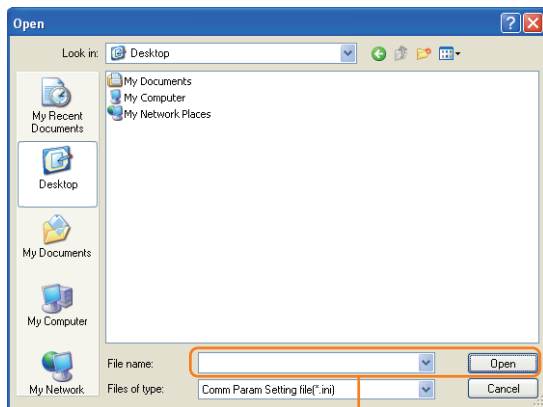 Open
Look in: Desktop
My Recent Documents
Desktop
My Documents
My Computer
My Network
My Documents
My Computer
My Network Places
File name:
Open
Files of type: Comm Param Setting file(*.ini)
Cancel